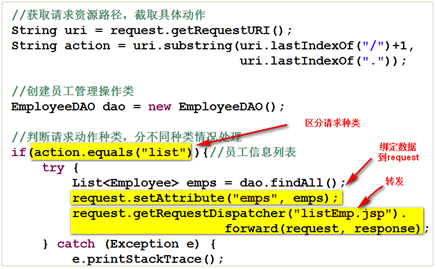 //获取请求资源路径，截取具体动作
String uri = request.getRequestURI();
String action = uri.substring(uri.lastIndexOf("/")+1,
uri.lastIndexOf("."));
//创建员工管理操作类
EmployeeDAO dao = new EmployeeDAO();
区分请求种类
//判断请求动作种类，分不同种类情况处理
if(action.equals("list")){//员工信息列表
绑定数据
到request
try {
List<Employee> emps = dao.findAll();
转发
request.setAttribute("emps", emps);
request.getRequestDispatcher("listEmp.jsp").
forward(request, response);
} catch (Exception e) {
e.printStackTrace();